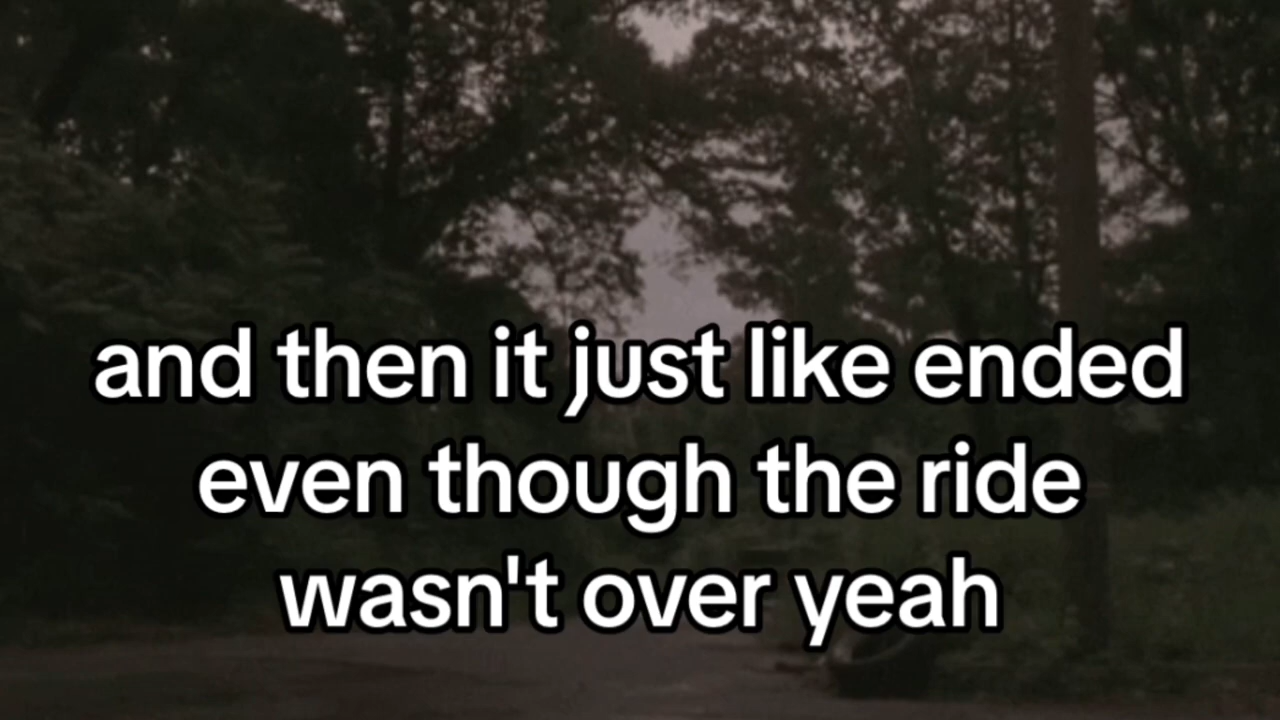 and then it just like ended
even though the ride
wasn't over yeah